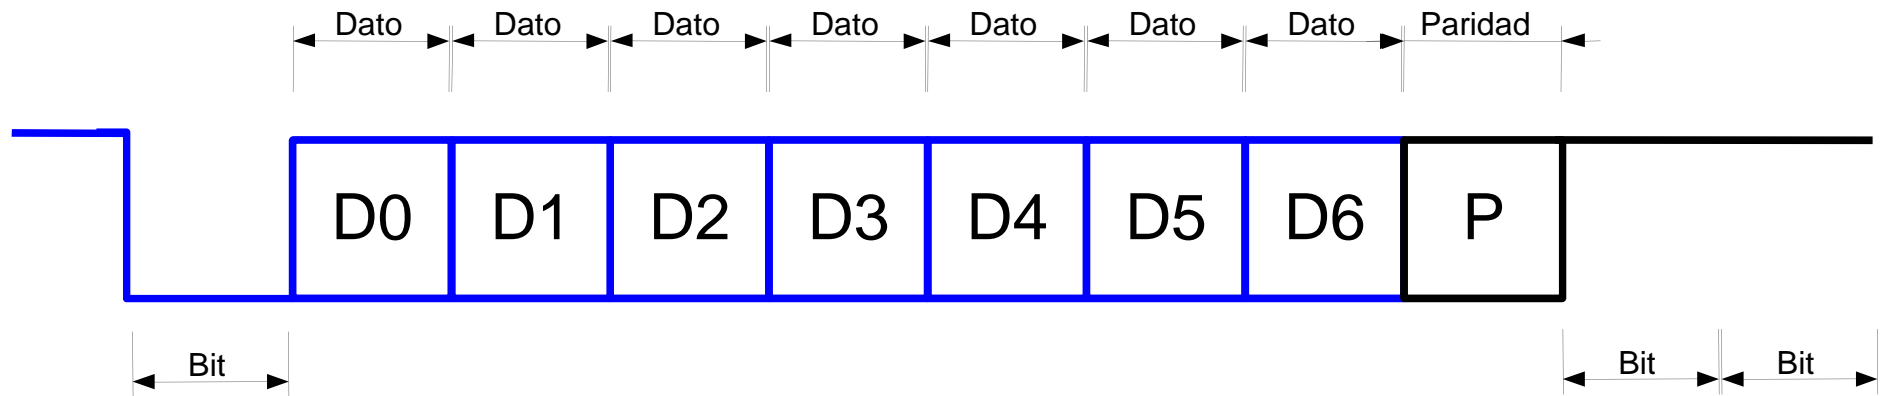 Dato Dato Dato Dato Dato Dato Dato Paridad
D0 D1 D2 D3 D4 D5 D6 P
Bit Bit Bit